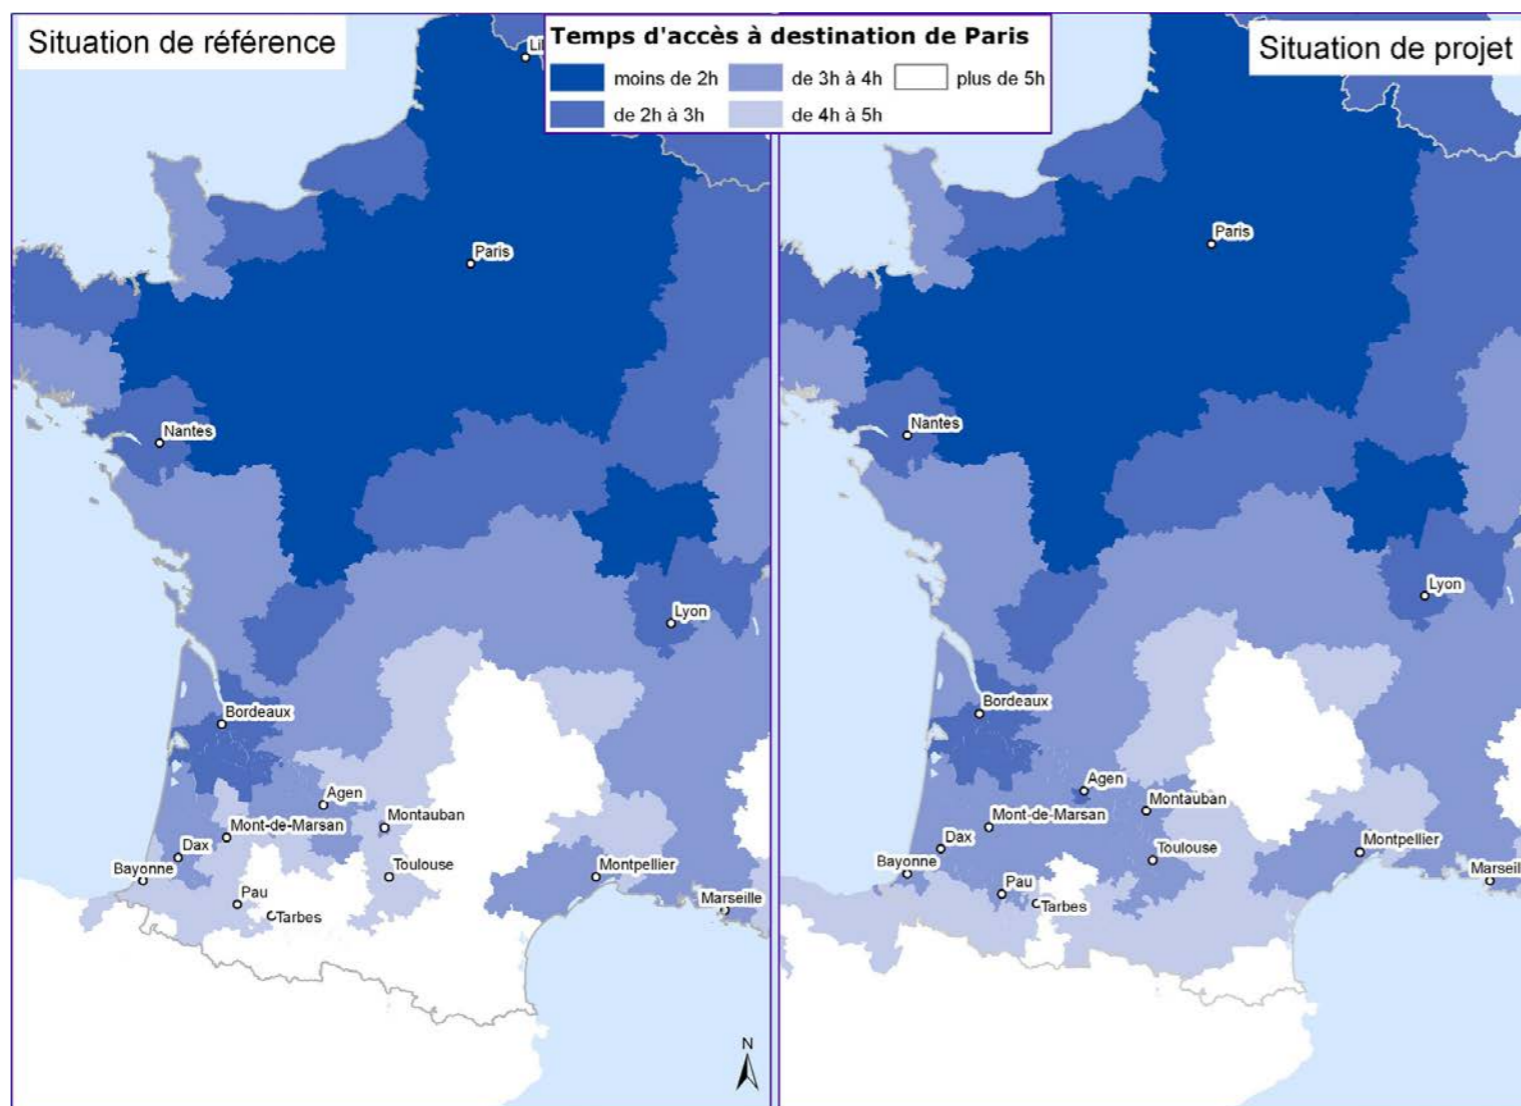 Situation de référence
Temps d'accès à destination de Paris
moins de 2h
de 3h à 4h
plus de 5h
de 2h à 3h
de 4h à 5h
Situation de projet
Paris
Nantes
Lyon
Bordeaux
Agen
Montauban
Mont-de-Marsan
Dax
Bayonne
Toulouse
Montpellier
Pau
Tarbes
Marseille
N
Paris
Nantes
Lyon
Bordeaux
Agen
Montauban
Mont-de-Marsan
Dax
Bayonne
Toulouse
Montpellier
Pau
Tarbes
Marseil